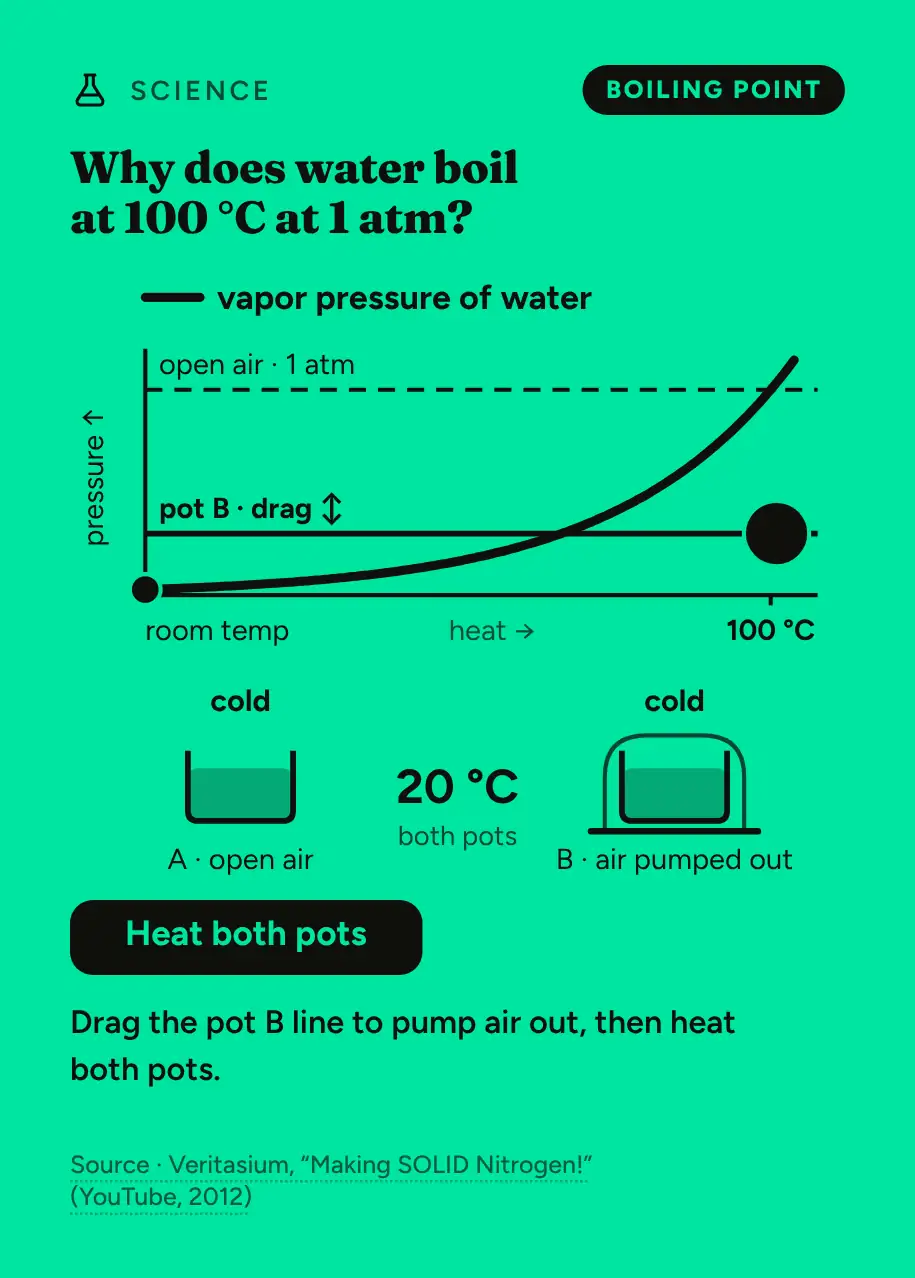 SCIENCE
BOILING POINT
Why does water boil
at 100 °C at 1 atm?
vapor pressure of water
open air · 1 atm
pressure →
pot B · drag ↕
room temp
heat →
100 °C
cold
cold
20 °C
both pots
A · open air
B · air pumped out
Heat both pots
Drag the pot B line to pump air out, then heat
both pots.
Source · Veritasium, “Making SOLID Nitrogen!”
(YouTube, 2012)